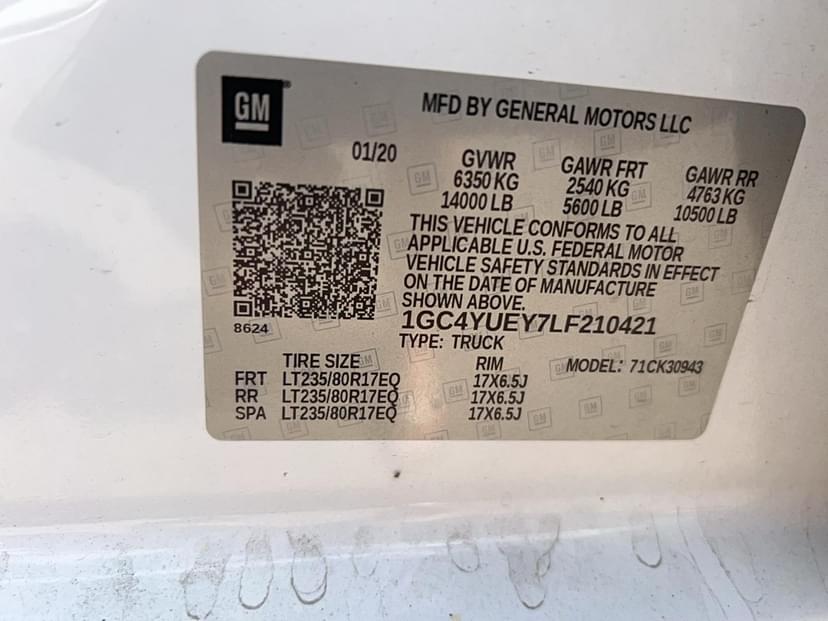 GM
MFD BY GENERAL MOTORS LLC
01/20
GVWR GAWR FRT GAWR RR
6350 KG 2540 KG 4763 KG
14000 LB 5600 LB 10500 LB
THIS VEHICLE CONFORMS TO ALL
APPLICABLE U.S. FEDERAL MOTOR
VEHICLE SAFETY STANDARDS IN EFFECT
ON THE DATE OF MANUFACTURE
SHOWN ABOVE.
8624
1GC4YUEY7LF210421
TYPE: TRUCK
TIRE SIZE RIM MODEL: 71CK30943
FRT LT235/80R17EQ 17X6.5J
RR LT235/80R17EQ 17X6.5J
SPA LT235/80R17EQ 17X6.5J